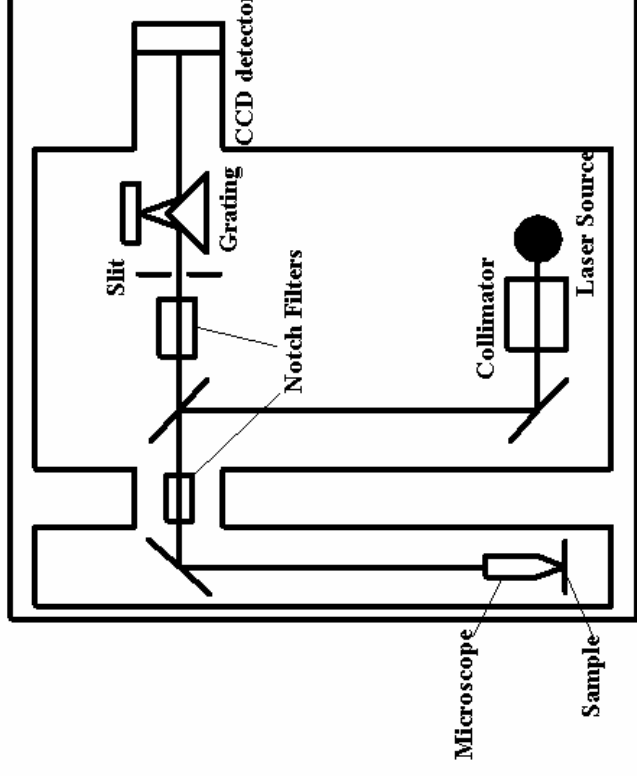 CCD detector
Slit
Grating
Notch Filters
Collimator
Laser Source
Microscope
Sample